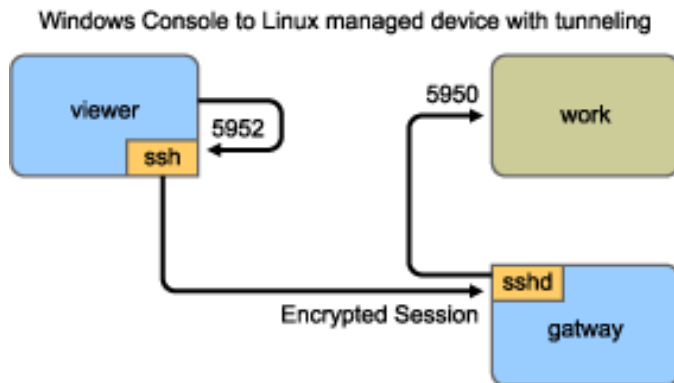 Windows Console to Linux managed device with tunneling
viewer
5952
ssh
5950
work
Encrypted Session
sshd
gatway